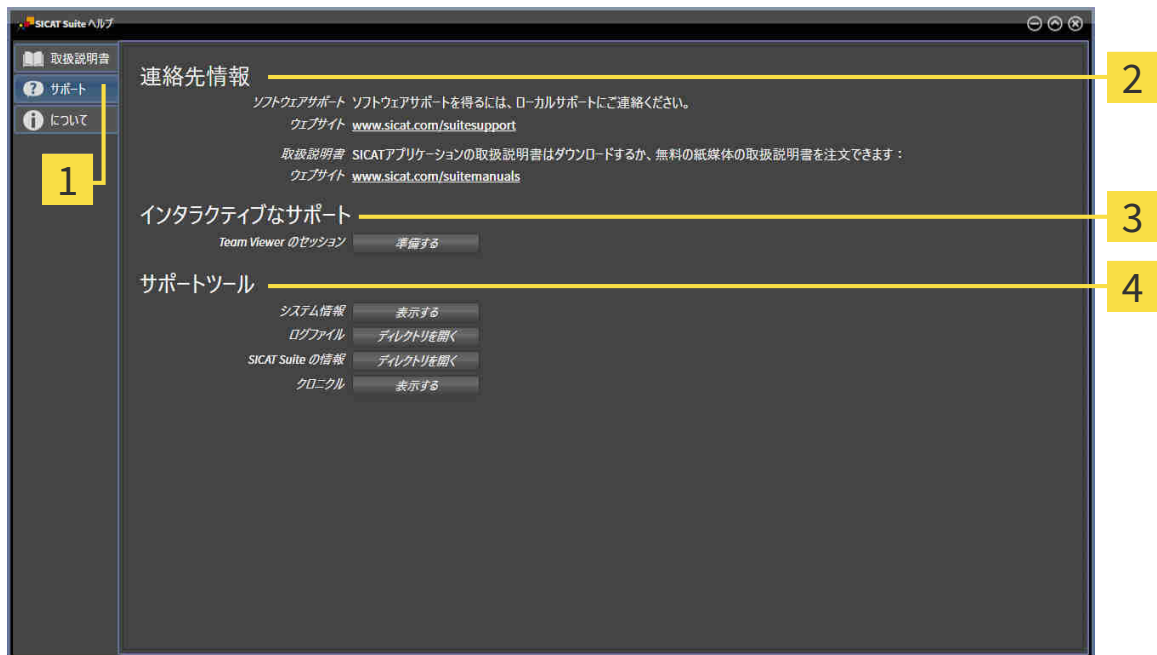 SICAT Suite ヘルプ
取扱説明書
サポート
について
連絡先情報
ソフトウェアサポート ソフトウェアサポートを得るには、ローカルサポートにご連絡ください。
ウェブサイト www.sicat.com/suitesupport
取扱説明書 SICATアプリケーションの取扱説明書はダウンロードするか、無料の紙媒体の取扱説明書を注文できます：
ウェブサイト www.sicat.com/suitemanuals
インタラクティブなサポート
Team Viewer のセッション 準備する
サポートツール
システム情報 表示する
ログファイル ディレクトリを開く
SICAT Suite の情報 ディレクトリを開く
クロニクル 表示する
1
2
3
4